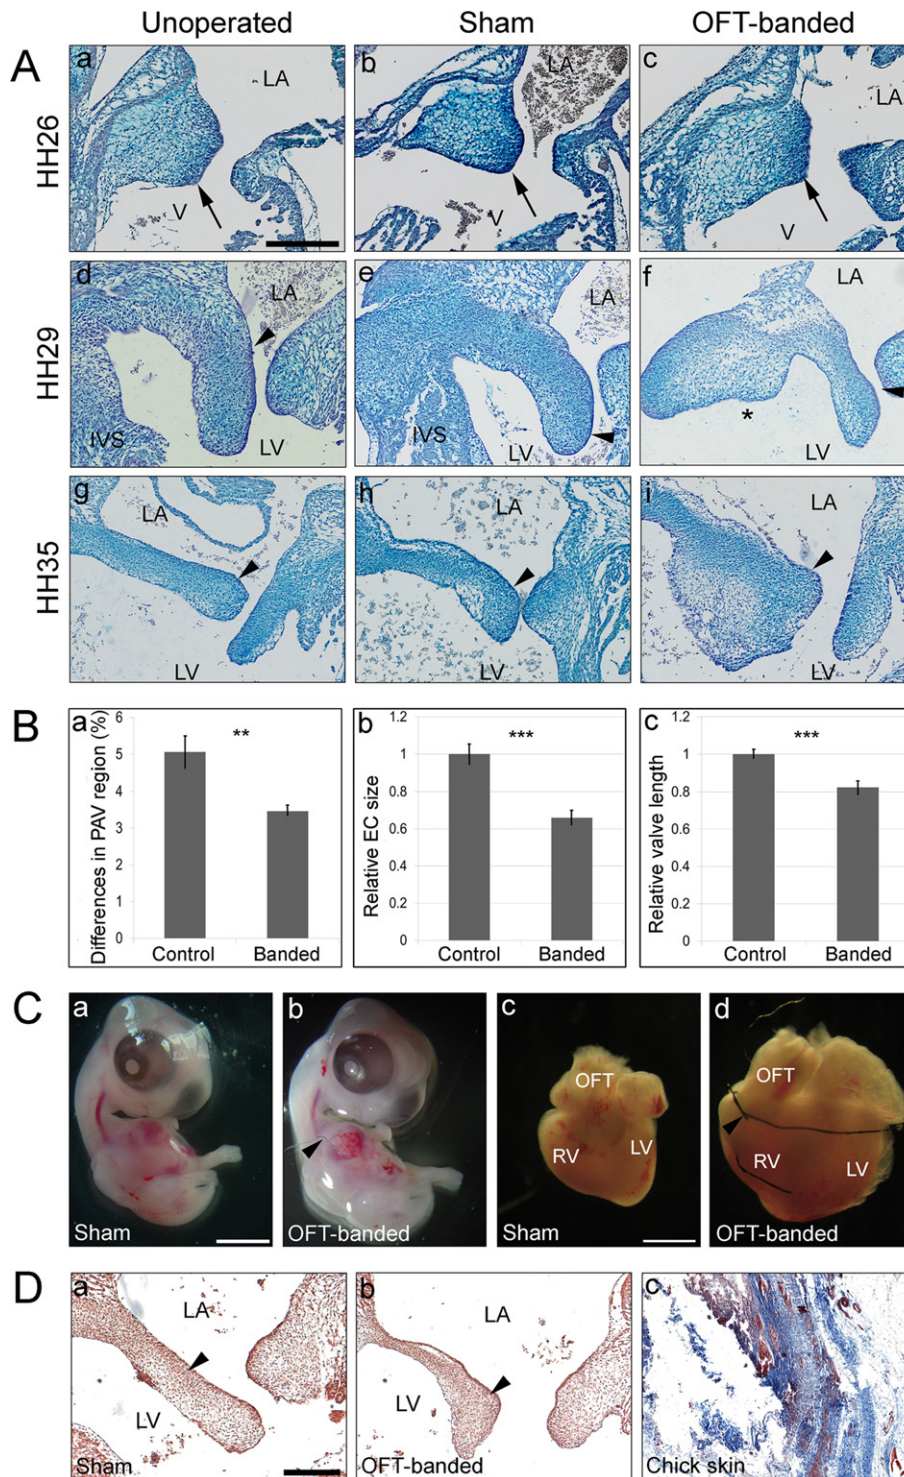 Unoperated Sham OFT-banded
A
HH26
a LA V
b LA V
c LA V
HH29
d LA IVS LV
e LA IVS LV
f LA * LV
HH35
g LA LV
h LA LV
i LA LV
B
a
Differences in PAV region (%)
6
5
4
3
2
1
0
**
Control Banded
b
Relative EC size
1.2
1
0.8
0.6
0.4
0.2
0
***
Control Banded
c
Relative valve length
1.2
1
0.8
0.6
0.4
0.2
0
***
Control Banded
C
a
Sham
b
OFT-banded
c
OFT
RV LV
Sham
d
OFT
RV LV
OFT-banded
D
a
LA
LV
Sham
b
LA
LV
OFT-banded
c
Chick skin